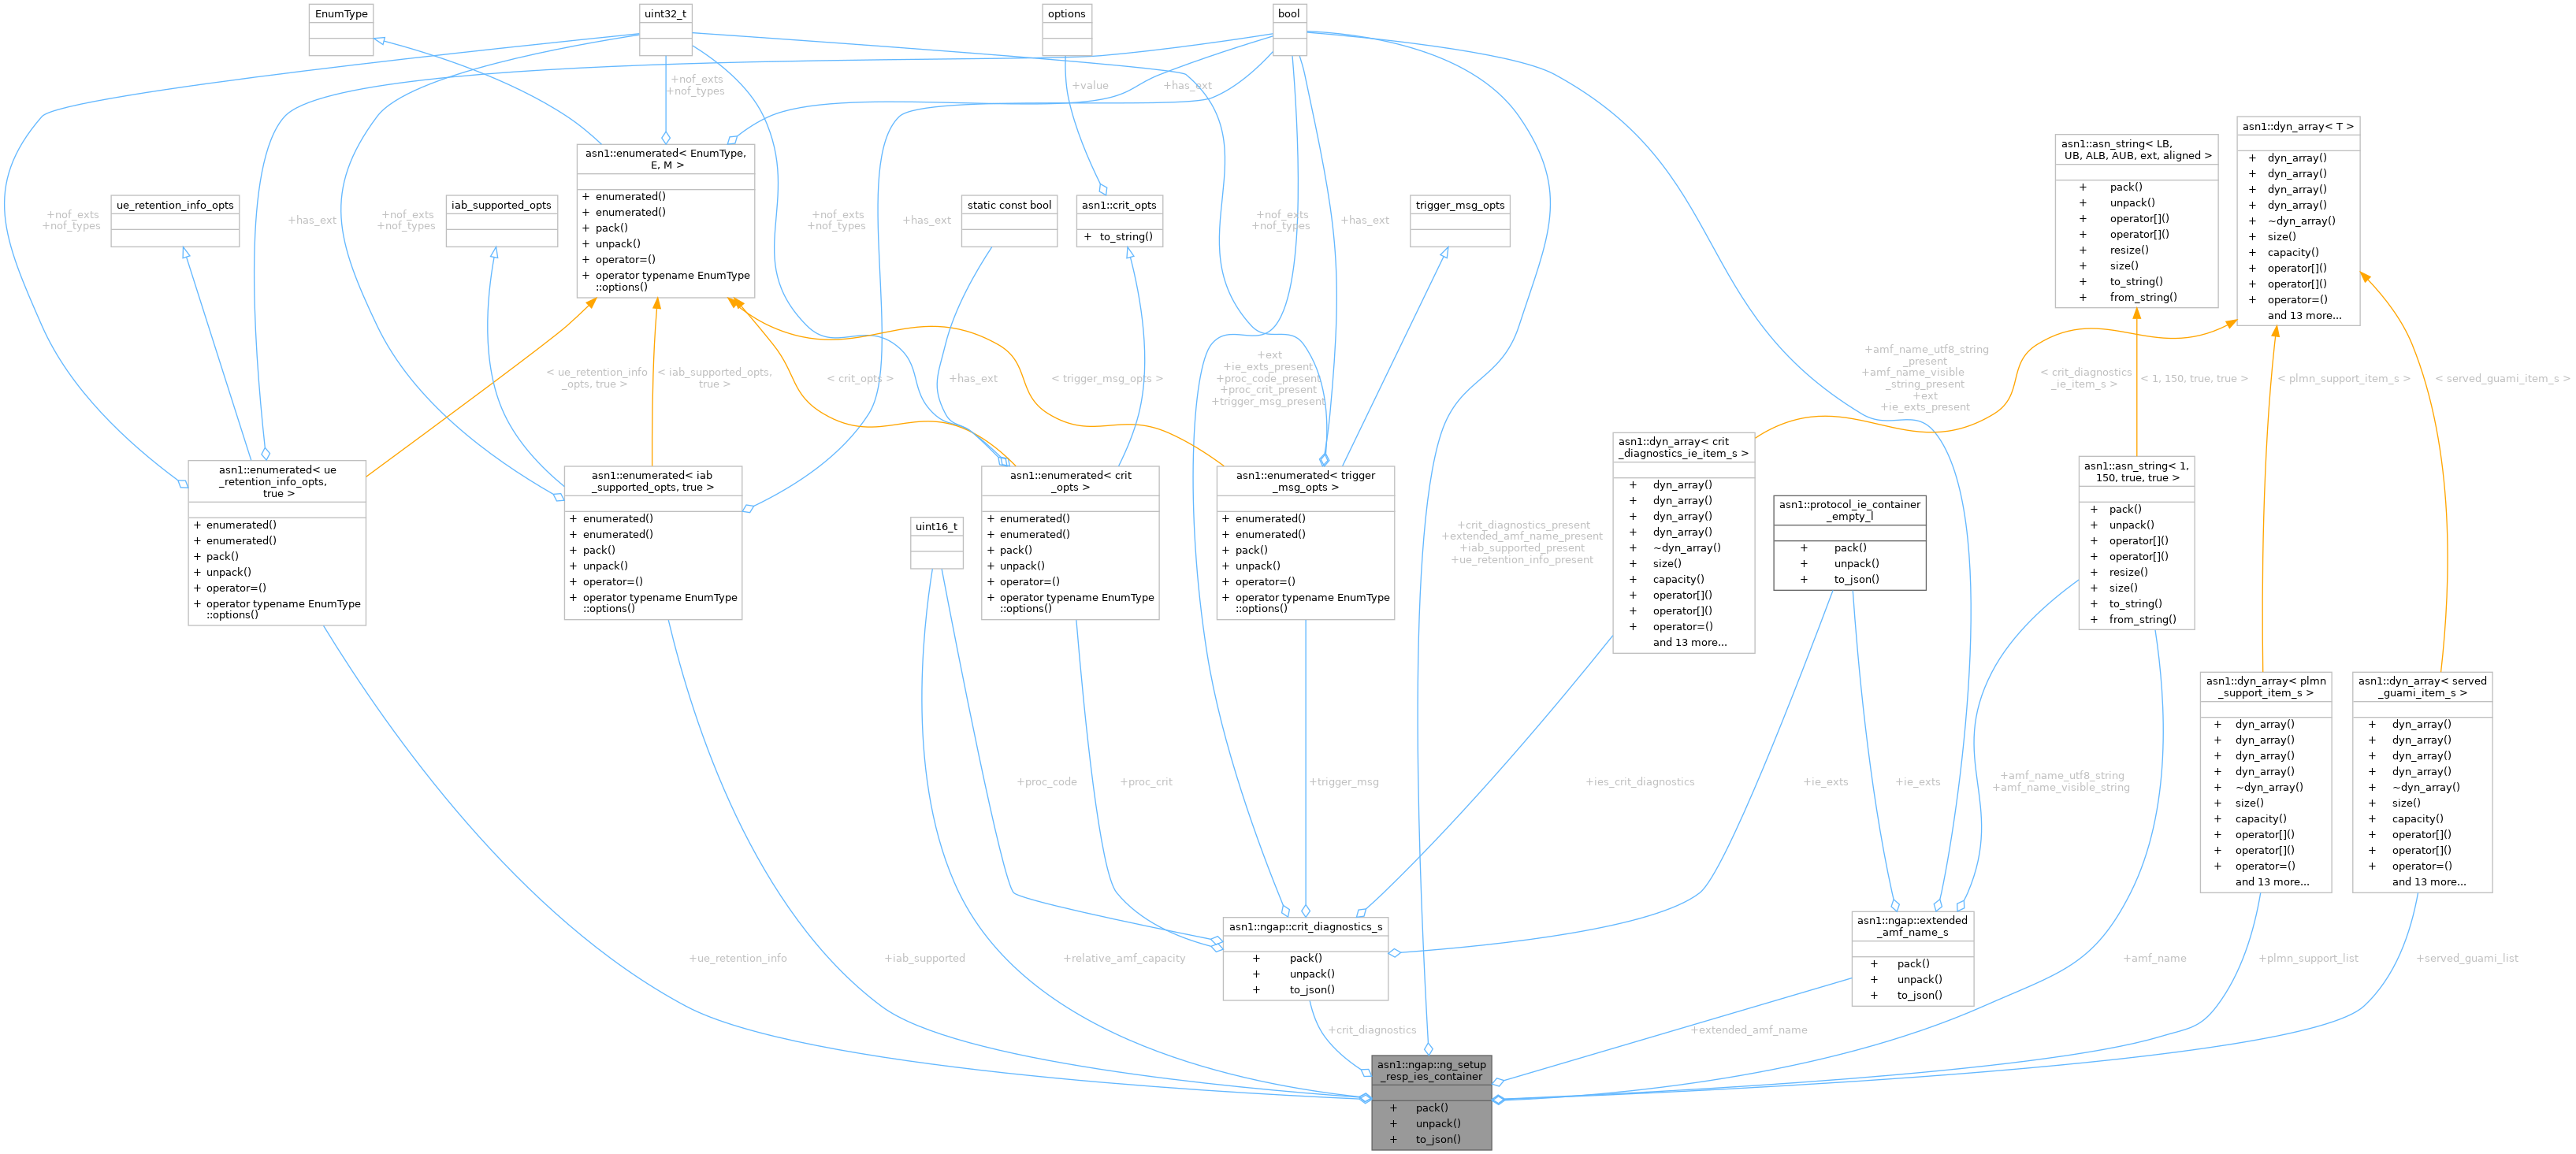 EnumType
uint32_t
options
bool
+nof_exts
+nof_types
+value
+has_ext
asn1::enumerated< EnumType,
E, M >
+ enumerated()
+ enumerated()
+ pack()
+ unpack()
+ operator=()
+ operator typename EnumType
::options()
asn1::asn_string< LB,
UB, ALB, AUB, ext, aligned >
+ pack()
+ unpack()
+ operator[]()
+ operator[]()
+ resize()
+ size()
+ to_string()
+ from_string()
asn1::dyn_array< T >
+ dyn_array()
+ dyn_array()
+ dyn_array()
+ dyn_array()
+ ~dyn_array()
+ size()
+ capacity()
+ operator[]()
+ operator[]()
+ operator=()
and 13 more...
+nof_exts
+nof_types
ue_retention_info_opts
+has_ext
+nof_exts
+nof_types
iab_supported_opts
+nof_exts
+nof_types
+has_ext
static const bool
asn1::crit_opts
+ to_string()
+nof_exts
+nof_types
+has_ext
trigger_msg_opts
< ue_retention_info
_opts, true >
< iab_supported_opts,
true >
< crit_opts >
+has_ext
< trigger_msg_opts >
+ext
+ie_exts_present
+proc_code_present
+proc_crit_present
+trigger_msg_present
+amf_name_utf8_string
_present
+amf_name_visible
_string_present
+ext
+ie_exts_present
< crit_diagnostics
_ie_item_s >
< 1, 150, true, true >
< plmn_support_item_s >
< served_guami_item_s >
asn1::enumerated< ue
_retention_info_opts,
true >
+ enumerated()
+ enumerated()
+ pack()
+ unpack()
+ operator=()
+ operator typename EnumType
::options()
asn1::enumerated< iab
_supported_opts, true >
+ enumerated()
+ enumerated()
+ pack()
+ unpack()
+ operator=()
+ operator typename EnumType
::options()
uint16_t
asn1::enumerated< crit
_opts >
+ enumerated()
+ enumerated()
+ pack()
+ unpack()
+ operator=()
+ operator typename EnumType
::options()
asn1::enumerated< trigger
_msg_opts >
+ enumerated()
+ enumerated()
+ pack()
+ unpack()
+ operator=()
+ operator typename EnumType
::options()
+crit_diagnostics_present
+extended_amf_name_present
+iab_supported_present
+ue_retention_info_present
asn1::dyn_array< crit
_diagnostics_ie_item_s >
+ dyn_array()
+ dyn_array()
+ dyn_array()
+ dyn_array()
+ ~dyn_array()
+ size()
+ capacity()
+ operator[]()
+ operator[]()
+ operator=()
and 13 more...
asn1::protocol_ie_container
_empty_l
+ pack()
+ unpack()
+ to_json()
asn1::asn_string< 1,
150, true, true >
+ pack()
+ unpack()
+ operator[]()
+ operator[]()
+ resize()
+ size()
+ to_string()
+ from_string()
asn1::dyn_array< plmn
_support_item_s >
+ dyn_array()
+ dyn_array()
+ dyn_array()
+ dyn_array()
+ ~dyn_array()
+ size()
+ capacity()
+ operator[]()
+ operator[]()
+ operator=()
and 13 more...
asn1::dyn_array< served
_guami_item_s >
+ dyn_array()
+ dyn_array()
+ dyn_array()
+ dyn_array()
+ ~dyn_array()
+ size()
+ capacity()
+ operator[]()
+ operator[]()
+ operator=()
and 13 more...
+proc_code
+proc_crit
+trigger_msg
+ies_crit_diagnostics
+ie_exts
+ie_exts
+amf_name_utf8_string
+amf_name_visible_string
asn1::ngap::crit_diagnostics_s
+ pack()
+ unpack()
+ to_json()
asn1::ngap::extended
_amf_name_s
+ pack()
+ unpack()
+ to_json()
+ue_retention_info
+iab_supported
+relative_amf_capacity
+amf_name
+plmn_support_list
+served_guami_list
+crit_diagnostics
+extended_amf_name
asn1::ngap::ng_setup
_resp_ies_container
+ pack()
+ unpack()
+ to_json()